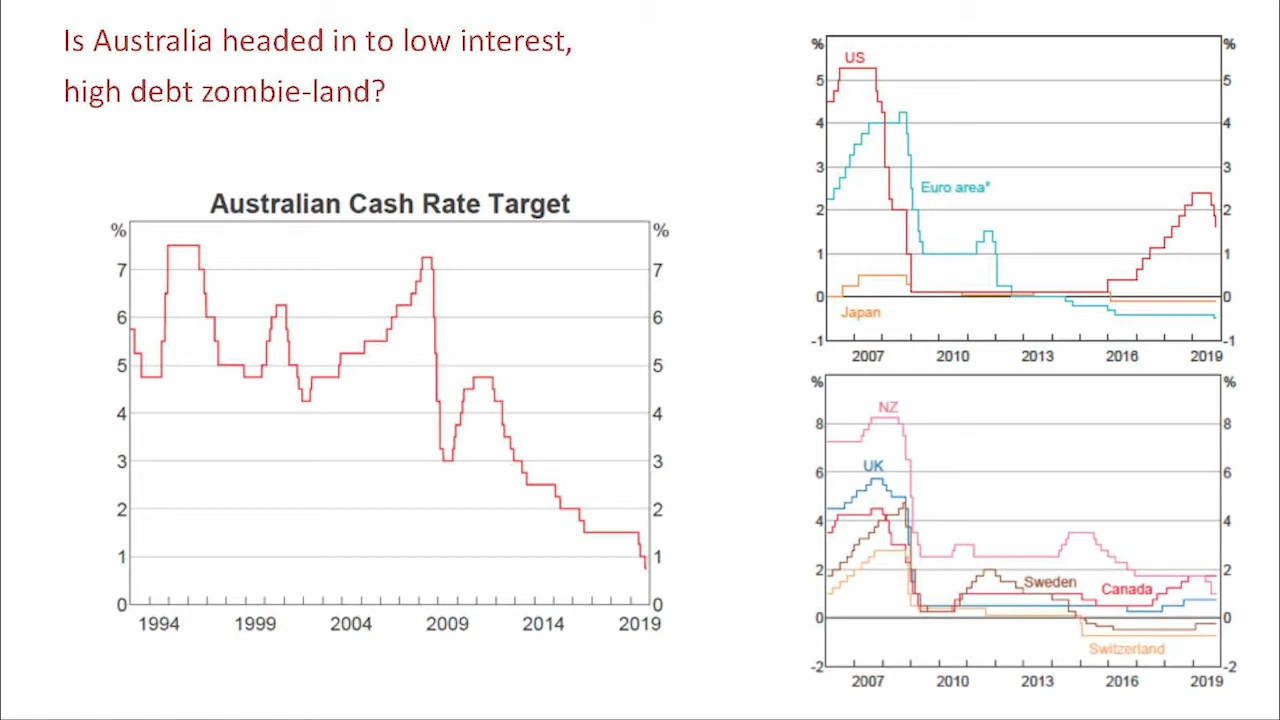 Is Australia headed in to low interest,
high debt zombie-land?
Australian Cash Rate Target
% %
7 7
6 6
5 5
4 4
3 3
2 2
1 1
0 0
1994 1999 2004 2009 2014 2019
% %
US
5 5
4 4
3 3
Euro area*
2 2
1 1
0 0
Japan
-1 -1
2007 2010 2013 2016 2019
% %
NZ
8 8
UK
6 6
4 4
2 2
Sweden
Canada
0 0
Switzerland
-2 -2
2007 2010 2013 2016 2019